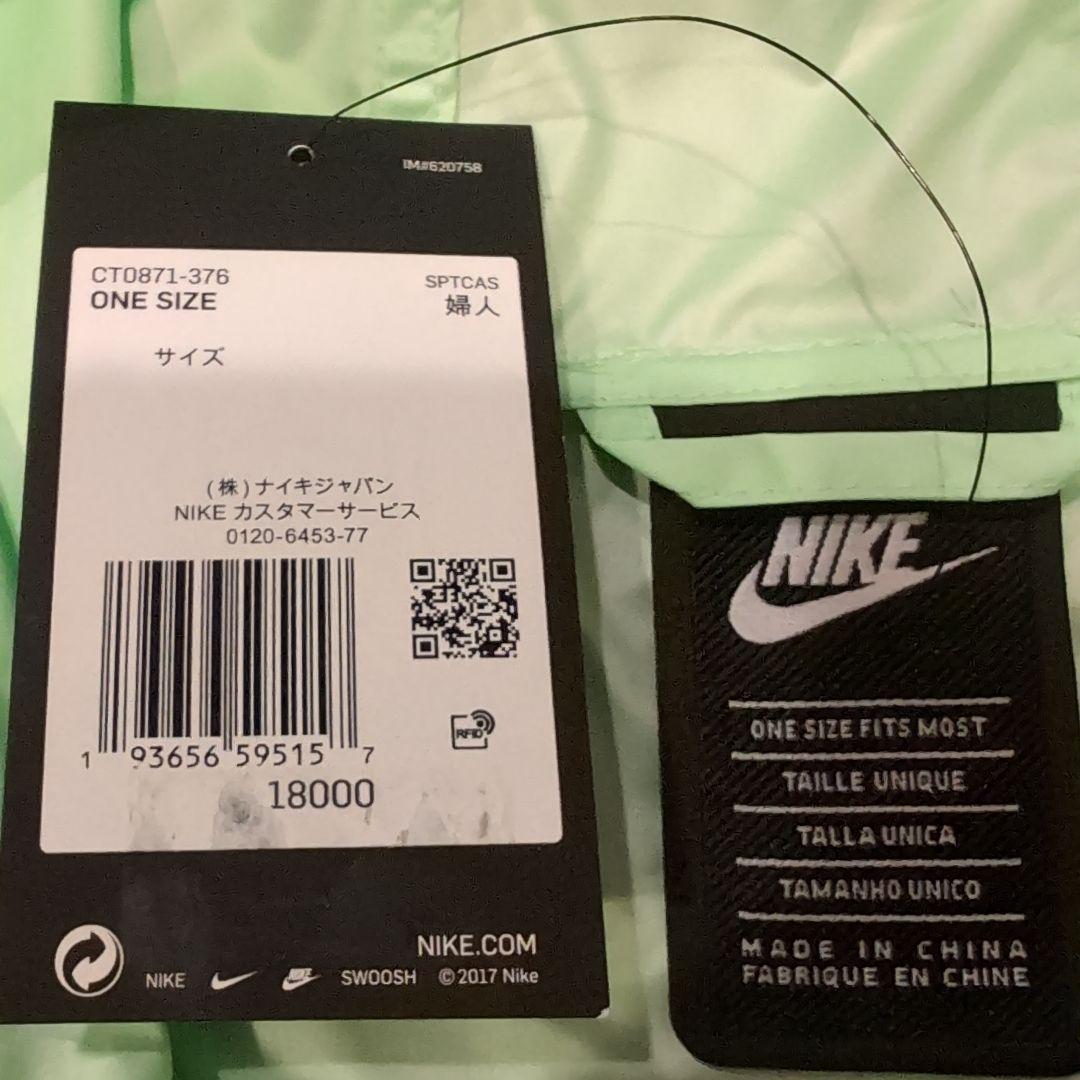 IM#620758
CT0871-376
SPTCAS
ONE SIZE
婦人
サイズ
(株)ナイキジャパン
NIKE カスタマーサービス
0120-6453-77
1 93656 59515 7
RFID
18000
NIKE.COM
NIKE
NIKE
SWOOSH ©2017 Nike
NIKE
ONE SIZE FITS MOST
TAILLE UNIQUE
TALLA UNICA
TAMANHO UNICO
MADE IN CHINA
FABRIQUE EN CHINE